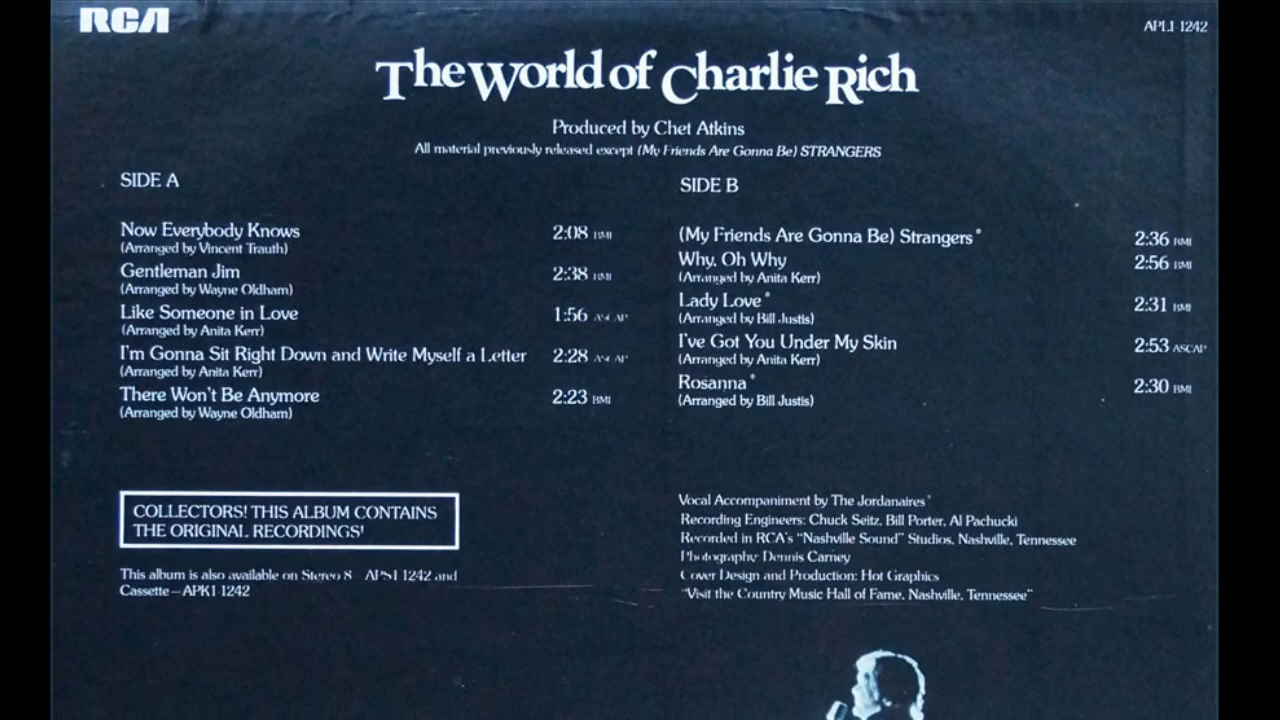 RCA
APL1-1242
The World of Charlie Rich
Produced by Chet Atkins
All material previously released except (My Friends Are Gonna Be) STRANGERS
SIDE A
Now Everybody Knows 2:08 BMI
(Arranged by Vincent Trauth)
Gentleman Jim 2:38 BMI
(Arranged by Wayne Oldham)
Like Someone in Love 1:56 ASCAP
(Arranged by Anita Kerr)
I'm Gonna Sit Right Down and Write Myself a Letter 2:28 ASCAP
(Arranged by Anita Kerr)
There Won't Be Anymore 2:23 BMI
(Arranged by Wayne Oldham)
SIDE B
(My Friends Are Gonna Be) Strangers* 2:36 BMI
Why, Oh Why 2:56 BMI
(Arranged by Anita Kerr)
Lady Love* 2:31 BMI
(Arranged by Bill Justis)
I've Got You Under My Skin 2:53 ASCAP
(Arranged by Anita Kerr)
Rosanna* 2:30 BMI
(Arranged by Bill Justis)
COLLECTORS! THIS ALBUM CONTAINS
THE ORIGINAL RECORDINGS!
This album is also available on Stereo 8—APS1-1242 and
Cassette—APK1-1242
Vocal Accompaniment by The Jordanaires*
Recording Engineers: Chuck Seitz, Bill Porter, Al Pachucki
Recorded in RCA's "Nashville Sound" Studios, Nashville, Tennessee
Photography: Dennis Carney
Cover Design and Production: Hot Graphics
"Visit the Country Music Hall of Fame, Nashville, Tennessee"